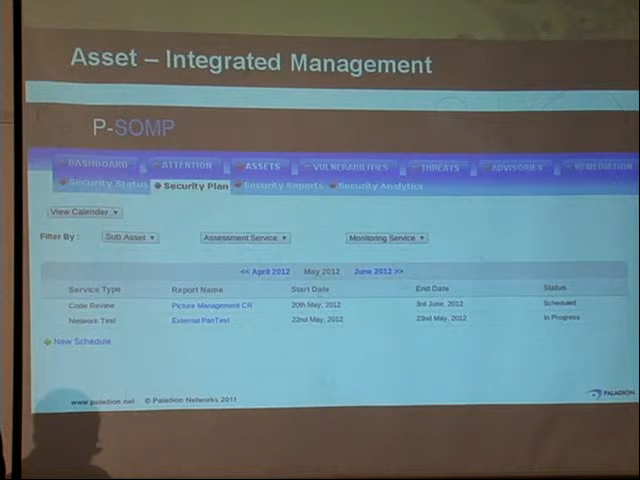 Asset – Integrated Management
P-SOMP
DASHBOARD ATTENTION ASSETS VULNERABILITIES THREATS ADVISORIES REMEDIATION
Security Status Security Plan Security Reports Security Analytics
View Calender
Filter By : Sub Asset Assessment Service Monitoring Service
<< April 2012 May 2012 June 2012 >>
Service Type Report Name Start Date End Date Status
Code Review Picture Management CR 20th May, 2012 3rd June, 2012 Scheduled
Network Test External PenTest 22nd May, 2012 23nd May, 2012 In Progress
New Schedule
www.paladion.net © Paladion Networks 2011 PALADION